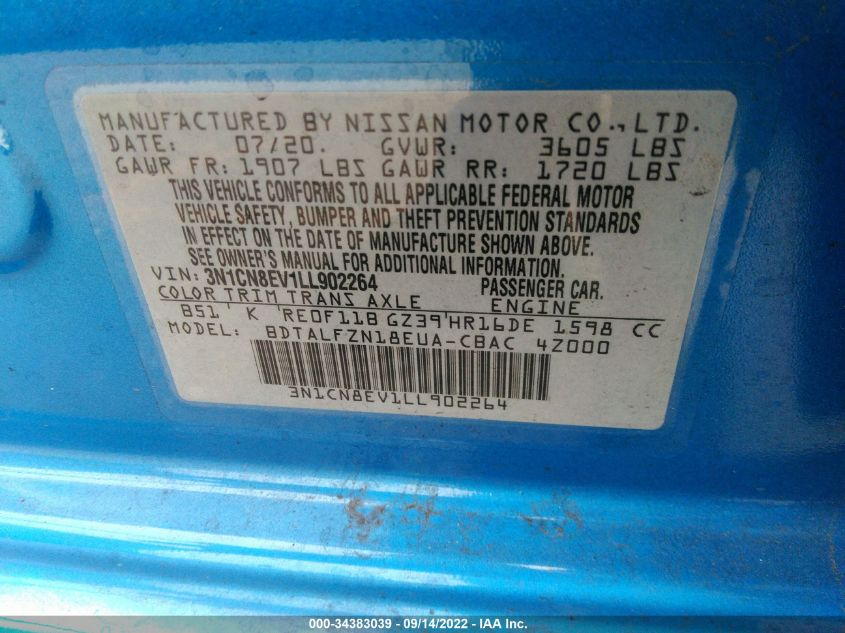 MANUFACTURED BY NISSAN MOTOR CO., LTD.
DATE: 07/20. GVWR: 3605 LBS
GAWR FR: 1907 LBS GAWR RR: 1720 LBS
THIS VEHICLE CONFORMS TO ALL APPLICABLE FEDERAL MOTOR
VEHICLE SAFETY, BUMPER AND THEFT PREVENTION STANDARDS
IN EFFECT ON THE DATE OF MANUFACTURE SHOWN ABOVE.
SEE OWNER'S MANUAL FOR ADDITIONAL INFORMATION.
VIN: 3N1CN8EV1LL902264 PASSENGER CAR.
COLOR TRIM TRANS AXLE ENGINE
B51' K 'RE0F11B GZ39'HR16DE 1598 CC
MODEL: BDTALFZN18EUA-CBAC 4Z000
3N1CN8EV1LL902264
000-34383039 - 09/14/2022 - IAA Inc.